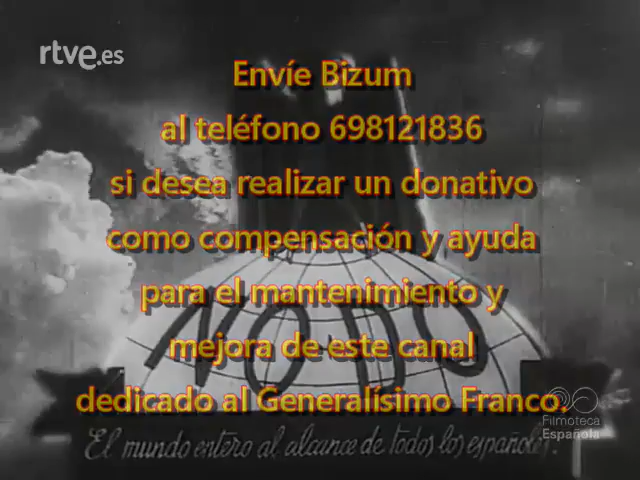 rtve.es
Envíe Bizum
al teléfono 698121836
si desea realizar un donativo
como compensación y ayuda
para el mantenimiento y
mejora de este canal
dedicado al Generalísimo Franco.
NO-DO
El mundo entero al alcance de todos los españoles.
Filmoteca
Española